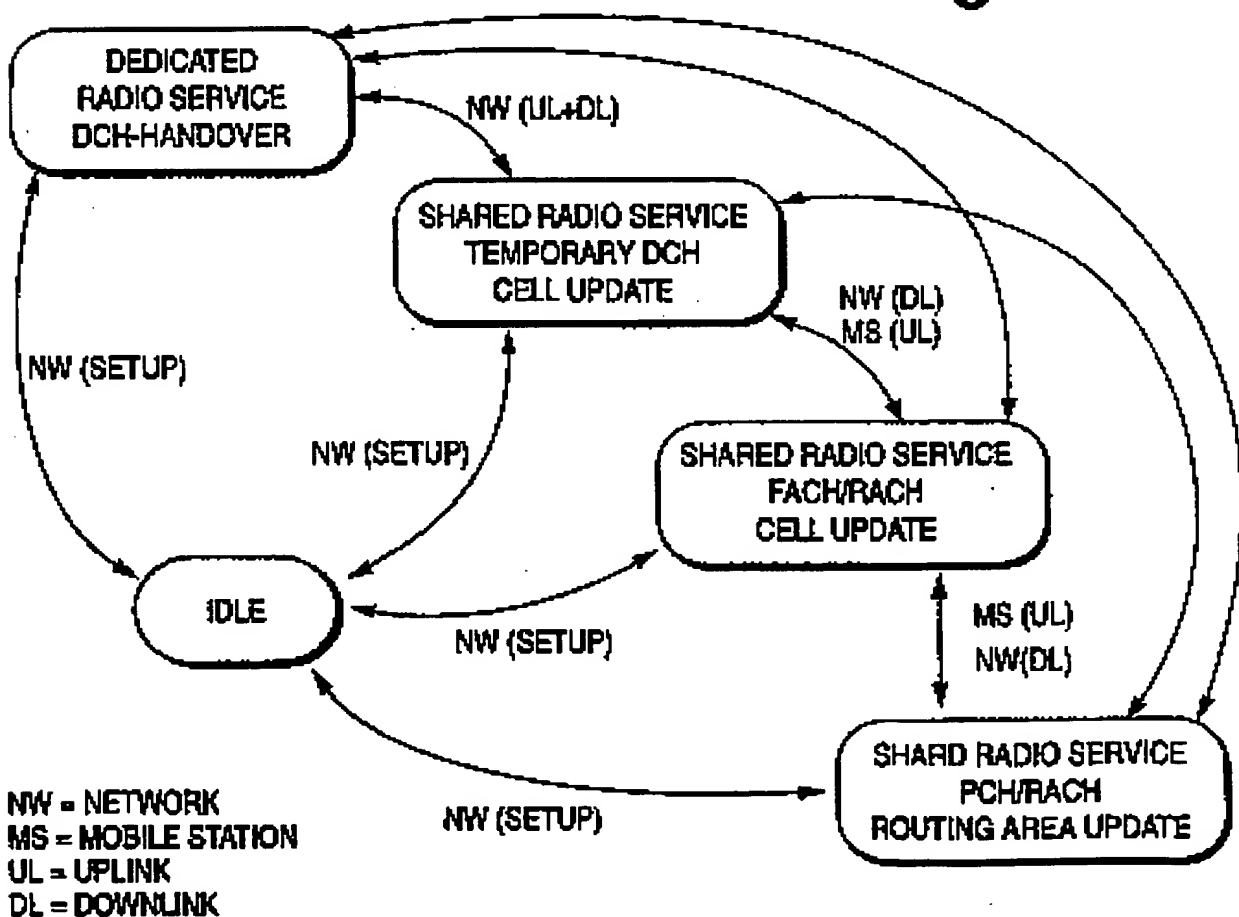 DEDICATED
RADIO SERVICE
DCH-HANDOVER
NW (UL+DL)
SHARED RADIO SERVICE
TEMPORARY DCH
CELL UPDATE
NW (DL)
MS (UL)
NW (SETUP)
NW (SETUP)
SHARED RADIO SERVICE
FACH/RACH
CELL UPDATE
IDLE
NW (SETUP)
MS (UL)
NW(DL)
SHARD RADIO SERVICE
PCH/RACH
ROUTING AREA UPDATE
NW (SETUP)
NW = NETWORK
MS = MOBILE STATION
UL = UPLINK
DL = DOWNLINK